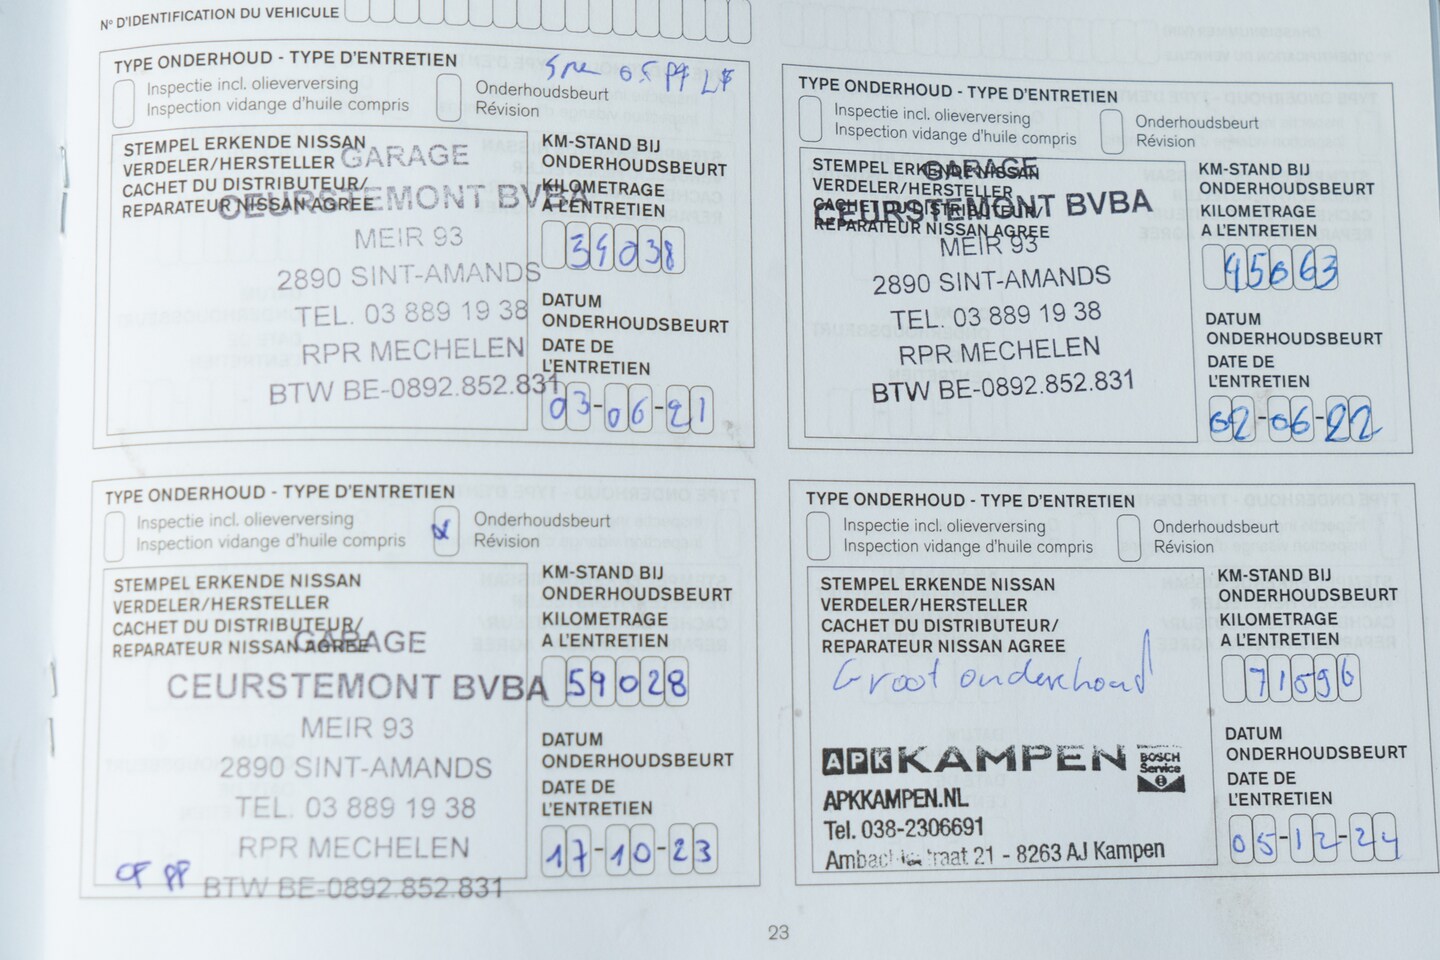 N° D'IDENTIFICATION DU VEHICULE
TYPE ONDERHOUD - TYPE D'ENTRETIEN
Inspectie incl. olieverversing
Inspection vidange d'huile compris
Onderhoudsbeurt
Révision
STEMPEL ERKENDE NISSAN
VERDELER/HERSTELLER
CACHET DU DISTRIBUTEUR/
REPARATEUR NISSAN AGREE
GARAGE
CEURSTEMONT BVBA
MEIR 93
2890 SINT-AMANDS
TEL. 03 889 19 38
RPR MECHELEN
BTW BE-0892.852.831
KM-STAND BIJ
ONDERHOUDSBEURT
KILOMETRAGE
A L'ENTRETIEN
39038
DATUM
ONDERHOUDSBEURT
DATE DE
L'ENTRETIEN
03-06-21
TYPE ONDERHOUD - TYPE D'ENTRETIEN
Inspectie incl. olieverversing
Inspection vidange d'huile compris
Onderhoudsbeurt
Révision
STEMPEL ERKENDE NISSAN
VERDELER/HERSTELLER
CACHET DU DISTRIBUTEUR/
REPARATEUR NISSAN AGREE
GARAGE
CEURSTEMONT BVBA
MEIR 93
2890 SINT-AMANDS
TEL. 03 889 19 38
RPR MECHELEN
BTW BE-0892.852.831
KM-STAND BIJ
ONDERHOUDSBEURT
KILOMETRAGE
A L'ENTRETIEN
45063
DATUM
ONDERHOUDSBEURT
DATE DE
L'ENTRETIEN
02-06-22
TYPE ONDERHOUD - TYPE D'ENTRETIEN
Inspectie incl. olieverversing
Inspection vidange d'huile compris
Onderhoudsbeurt
Révision
STEMPEL ERKENDE NISSAN
VERDELER/HERSTELLER
CACHET DU DISTRIBUTEUR/
REPARATEUR NISSAN AGREE
GARAGE
CEURSTEMONT BVBA
MEIR 93
2890 SINT-AMANDS
TEL. 03 889 19 38
RPR MECHELEN
BTW BE-0892.852.831
KM-STAND BIJ
ONDERHOUDSBEURT
KILOMETRAGE
A L'ENTRETIEN
59028
DATUM
ONDERHOUDSBEURT
DATE DE
L'ENTRETIEN
17-10-23
TYPE ONDERHOUD - TYPE D'ENTRETIEN
Inspectie incl. olieverversing
Inspection vidange d'huile compris
Onderhoudsbeurt
Révision
STEMPEL ERKENDE NISSAN
VERDELER/HERSTELLER
CACHET DU DISTRIBUTEUR/
REPARATEUR NISSAN AGREE
Groot onderhoud
APK KAMPEN
BOSCH
Service
APKKAMPEN.NL
Tel. 038-2306691
21 - 8263 AJ Kampen
KM-STAND BIJ
ONDERHOUDSBEURT
KILOMETRAGE
A L'ENTRETIEN
DATUM
ONDERHOUDSBEURT
DATE DE
L'ENTRETIEN
05-12-24
23